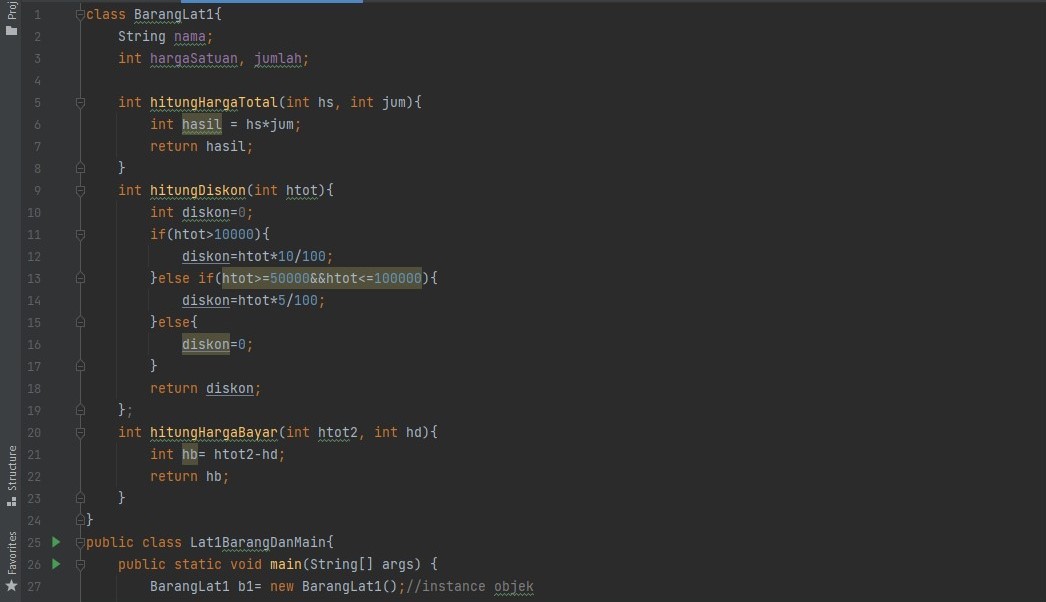 Proj
1 class BarangLat1{
2 String nama;
3 int hargaSatuan, jumlah;
4
5 int hitungHargaTotal(int hs, int jum){
6 int hasil = hs*jum;
7 return hasil;
8 }
9 int hitungDiskon(int htot){
10 int diskon=0;
11 if(htot>10000){
12 diskon=htot*10/100;
13 }else if(htot>=50000&&htot<=100000){
14 diskon=htot*5/100;
15 }else{
16 diskon=0;
17 }
18 return diskon;
19 };
20 int hitungHargaBayar(int htot2, int hd){
21 int hb= htot2-hd;
22 return hb;
23 }
24 }
25 public class Lat1BarangDanMain{
26 public static void main(String[] args) {
27 BarangLat1 b1= new BarangLat1();//instance objek
Structure
Favorites